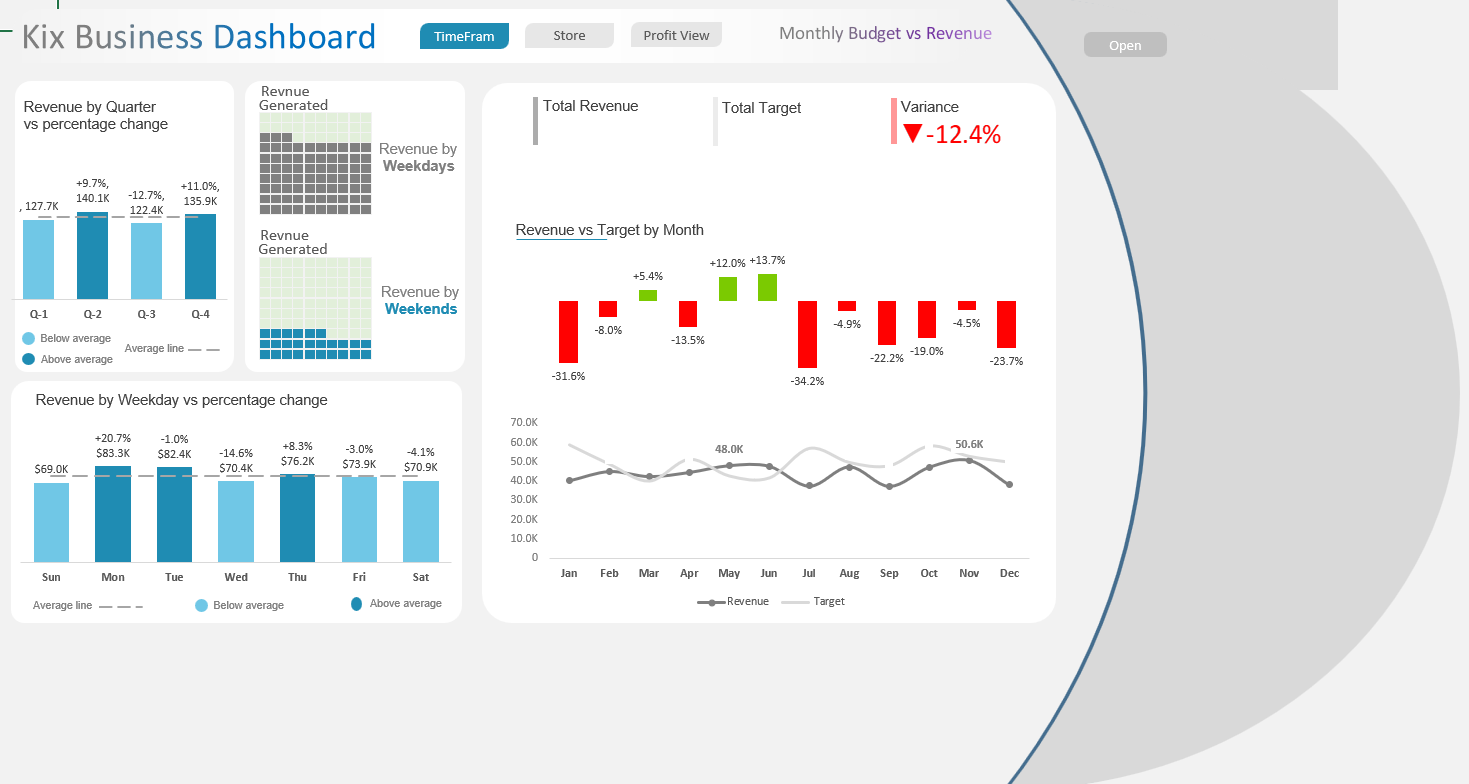 Kix Business Dashboard
TimeFram
Store
Profit View
Monthly Budget vs Revenue
Open
Revenue by Quarter
vs percentage change
, 127.7K
+9.7%,
140.1K
-12.7%,
122.4K
+11.0%,
135.9K
Q-1
Q-2
Q-3
Q-4
Below average
Above average
Average line
Revnue
Generated
Revenue by
Weekdays
Revnue
Generated
Revenue by
Weekends
Total Revenue
Total Target
Variance
▼-12.4%
Revenue vs Target by Month
-31.6%
-8.0%
+5.4%
-13.5%
+12.0%
+13.7%
-34.2%
-4.9%
-22.2%
-19.0%
-4.5%
-23.7%
70.0K
60.0K
50.0K
40.0K
30.0K
20.0K
10.0K
0
48.0K
50.6K
Jan Feb Mar Apr May Jun Jul Aug Sep Oct Nov Dec
Revenue
Target
Revenue by Weekday vs percentage change
$69.0K
+20.7%
$83.3K
-1.0%
$82.4K
-14.6%
$70.4K
+8.3%
$76.2K
-3.0%
$73.9K
-4.1%
$70.9K
Sun Mon Tue Wed Thu Fri Sat
Average line
Below average
Above average